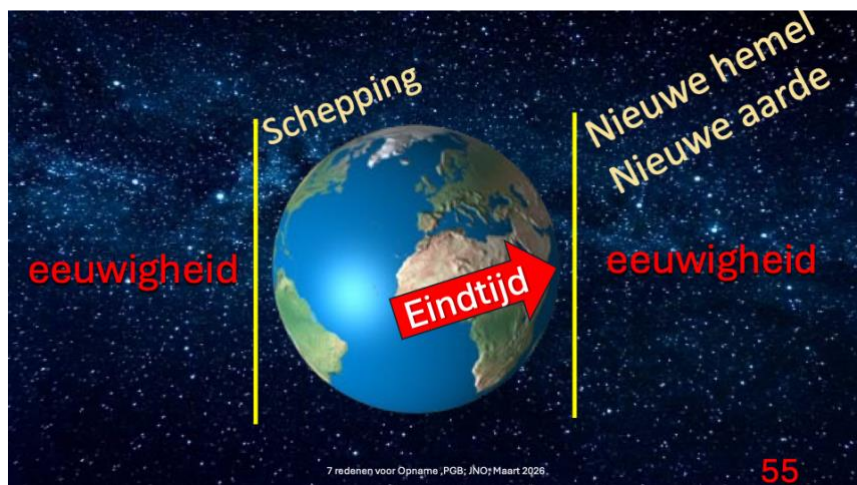 Schepping
Nieuwe hemel
Nieuwe aarde
eeuwigheid
eeuwigheid
Eindtijd
7 redenen voor Opname ,PGB; JNO; Maart 2026
55